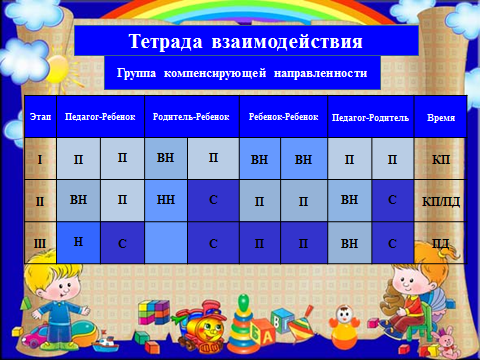 Тетрада взаимодействия
Группа компенсирующей направленности
Этап Педагог-Ребенок Родитель-Ребенок Ребенок-Ребенок Педагог-Родитель Время
I П П ВН П ВН ВН П П КП
II ВН П НН С П П ВН С КП/ПД
III Н С С П П ВН С ПД